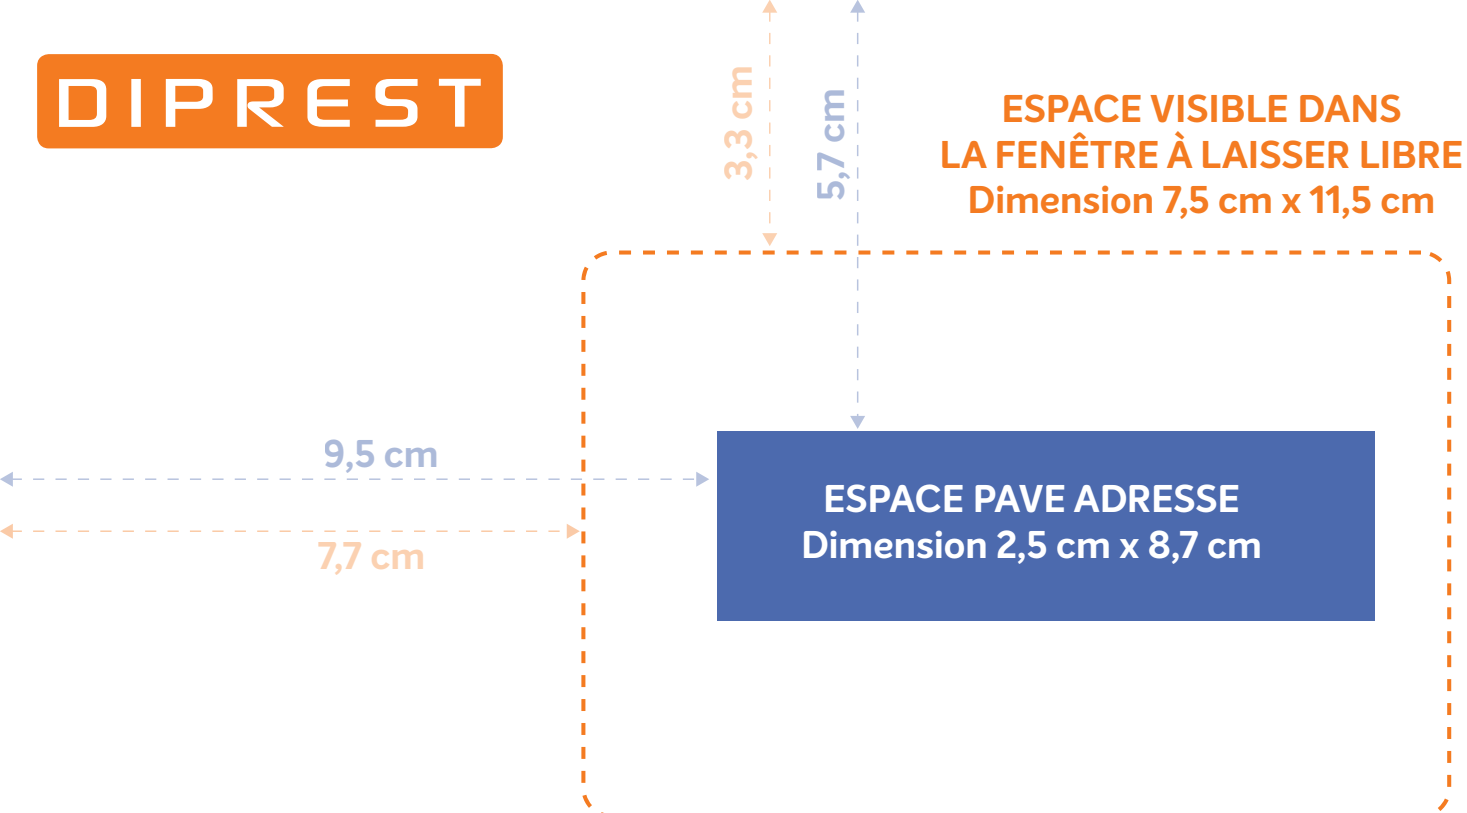 DIPREST
3,3 cm
5,7 cm
ESPACE VISIBLE DANS
LA FENÊTRE À LAISSER LIBRE
Dimension 7,5 cm x 11,5 cm
9,5 cm
7,7 cm
ESPACE PAVE ADRESSE
Dimension 2,5 cm x 8,7 cm